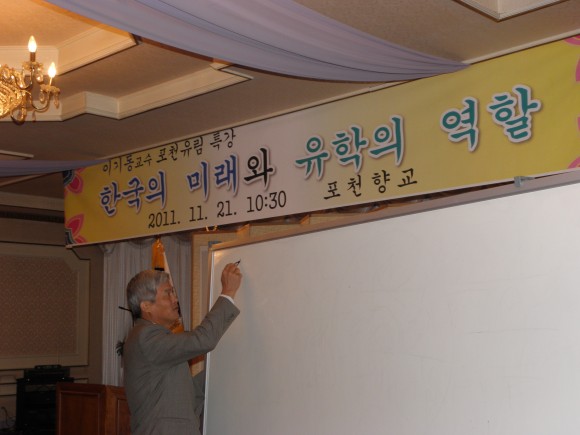 이기동교수 포천유림 특강
한국의 미래와 유학의 역할
2011. 11. 21. 10:30 포천향교